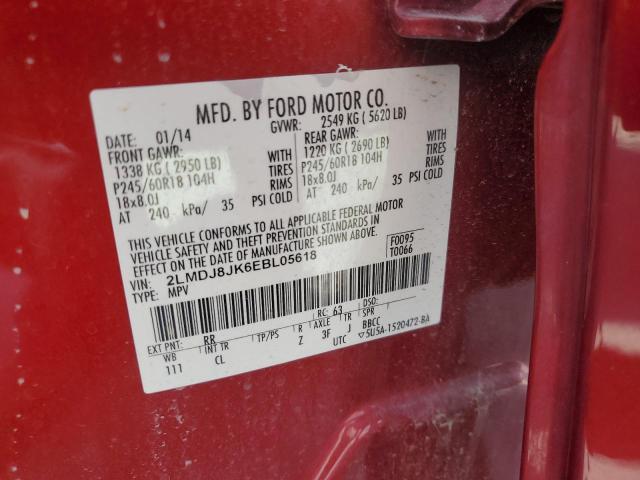 MFD. BY FORD MOTOR CO.
DATE: 01/14 GVWR: 2549 KG ( 5620 LB)
FRONT GAWR: REAR GAWR:
1338 KG ( 2950 LB) WITH 1220 KG ( 2690 LB) WITH
P245/60R18 104H TIRES P245/60R18 104H TIRES
18x8.0J RIMS 18x8.0J RIMS
AT 240 kPa/ 35 PSI COLD AT 240 kPa/ 35 PSI COLD
THIS VEHICLE CONFORMS TO ALL APPLICABLE FEDERAL MOTOR
VEHICLE SAFETY AND THEFT PREVENTION STANDARDS IN
EFFECT ON THE DATE OF MANUFACTURE SHOWN ABOVE.
VIN: 2LMDJ8JK6EBL05618 F0095
TYPE: MPV T0066
EXT PNT: RR RC: 63 DSO:
WB INT TR TP/PS R AXLE TR SPR
111 CL Z 3F J BBCC
UTC 5U5A-1520472-BA